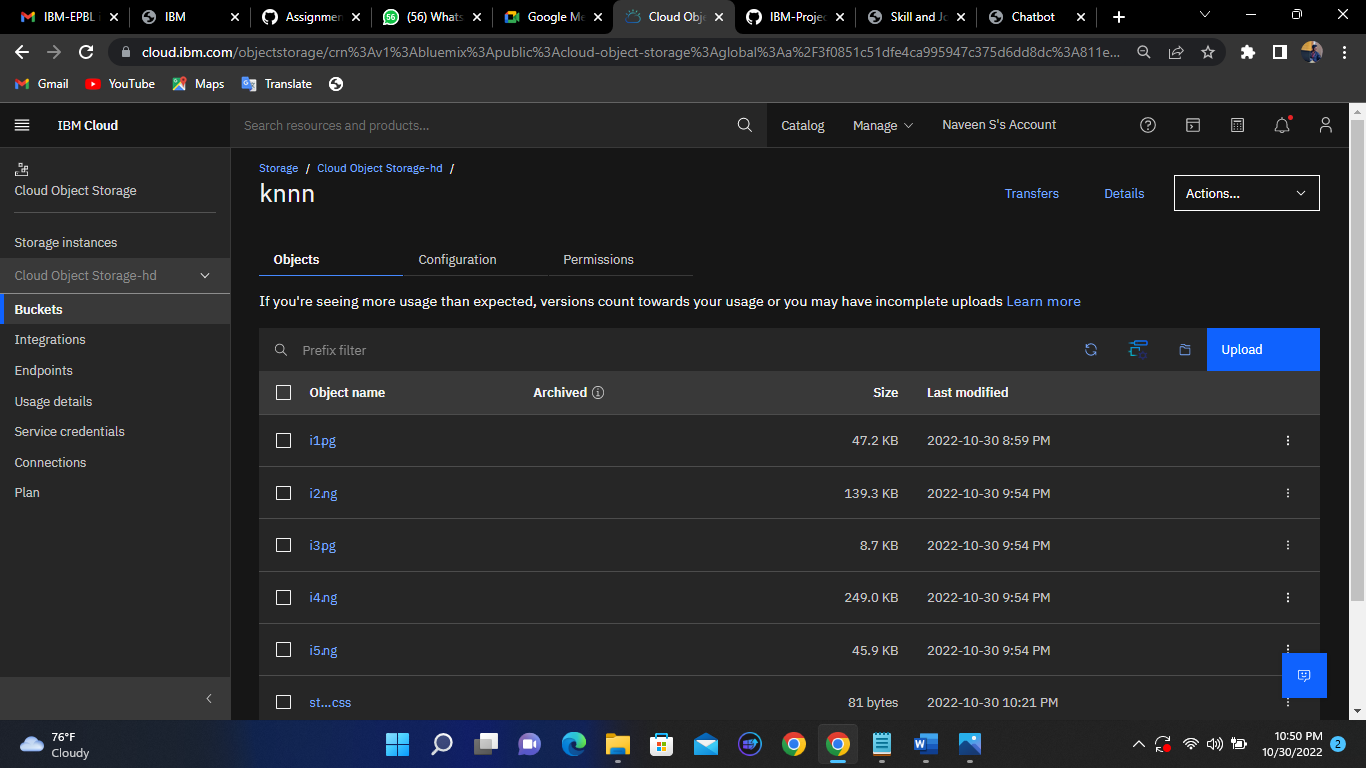 IBM-EPBL i
IBM
Assignmen
(56) Whats
Google Me
Cloud Obje
IBM-Projec
Skill and Jo
Chatbot
cloud.ibm.com/objectstorage/crn%3Av1%3Abluemix%3Apublic%3Acloud-object-storage%3Aglobal%3Aa%2F3f0851c51dfe4ca995947c375d6dd8dc%3A811e...
Gmail
YouTube
Maps
Translate
IBM Cloud
Search resources and products...
Catalog
Manage
Naveen S's Account
Cloud Object Storage
Storage instances
Cloud Object Storage-hd
Buckets
Integrations
Endpoints
Usage details
Service credentials
Connections
Plan
Storage / Cloud Object Storage-hd /
knnn
Transfers
Details
Actions...
Objects
Configuration
Permissions
If you're seeing more usage than expected, versions count towards your usage or you may have incomplete uploads Learn more
Prefix filter
Upload
Object name Archived Size Last modified
i1pg 47.2 KB 2022-10-30 8:59 PM
i2.ng 139.3 KB 2022-10-30 9:54 PM
i3pg 8.7 KB 2022-10-30 9:54 PM
i4.ng 249.0 KB 2022-10-30 9:54 PM
i5.ng 45.9 KB 2022-10-30 9:54 PM
st...css 81 bytes 2022-10-30 10:21 PM
76°F
Cloudy
10:50 PM
10/30/2022
2